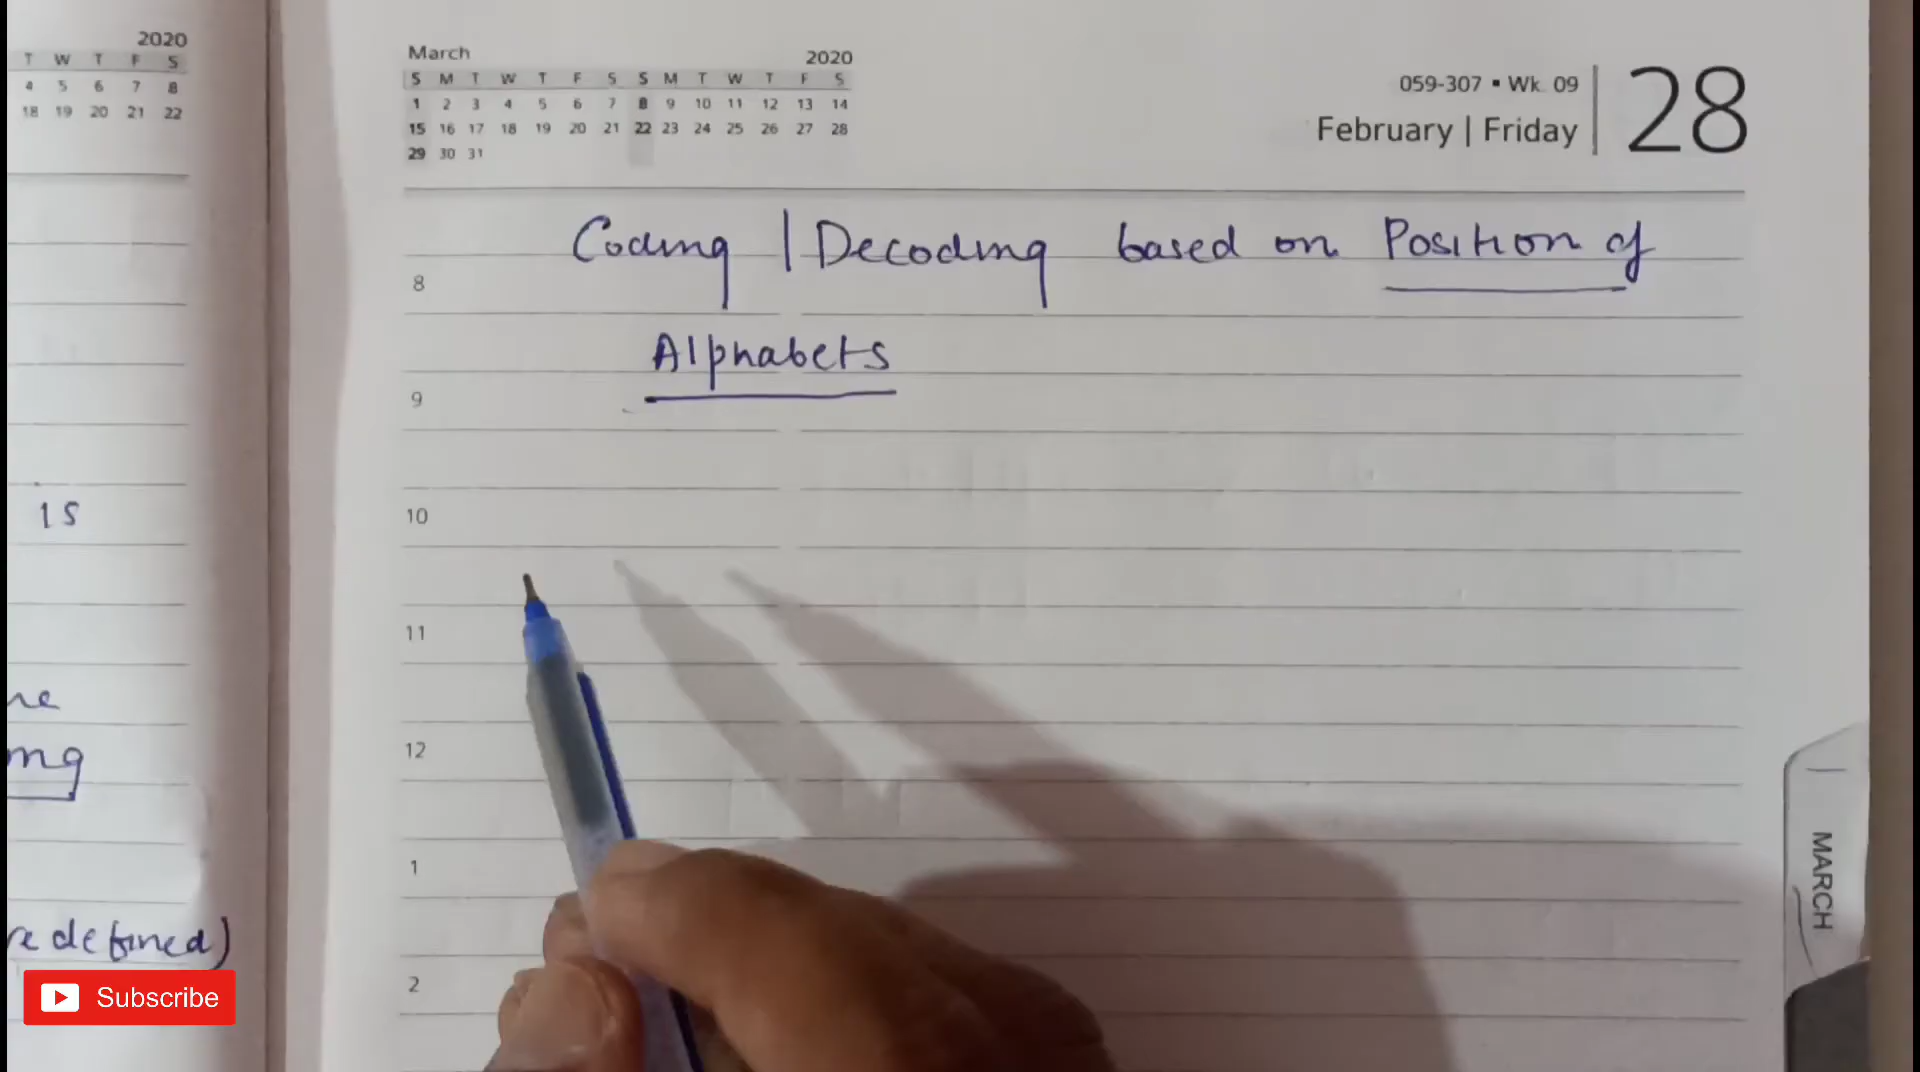 2020
T W T F S
4 5 6 7 8
18 19 20 21 22
is
(redefined)
Subscribe
March 2020
S M T W T F S S M T W T F S
1 2 3 4 5 6 7 8 9 10 11 12 13 14
15 16 17 18 19 20 21 22 23 24 25 26 27 28
29 30 31
059-307 ▪ Wk 09
February | Friday
28
Coding | Decoding based on Position of
8
Alphabets
9
10
11
12
1
2
MARCH